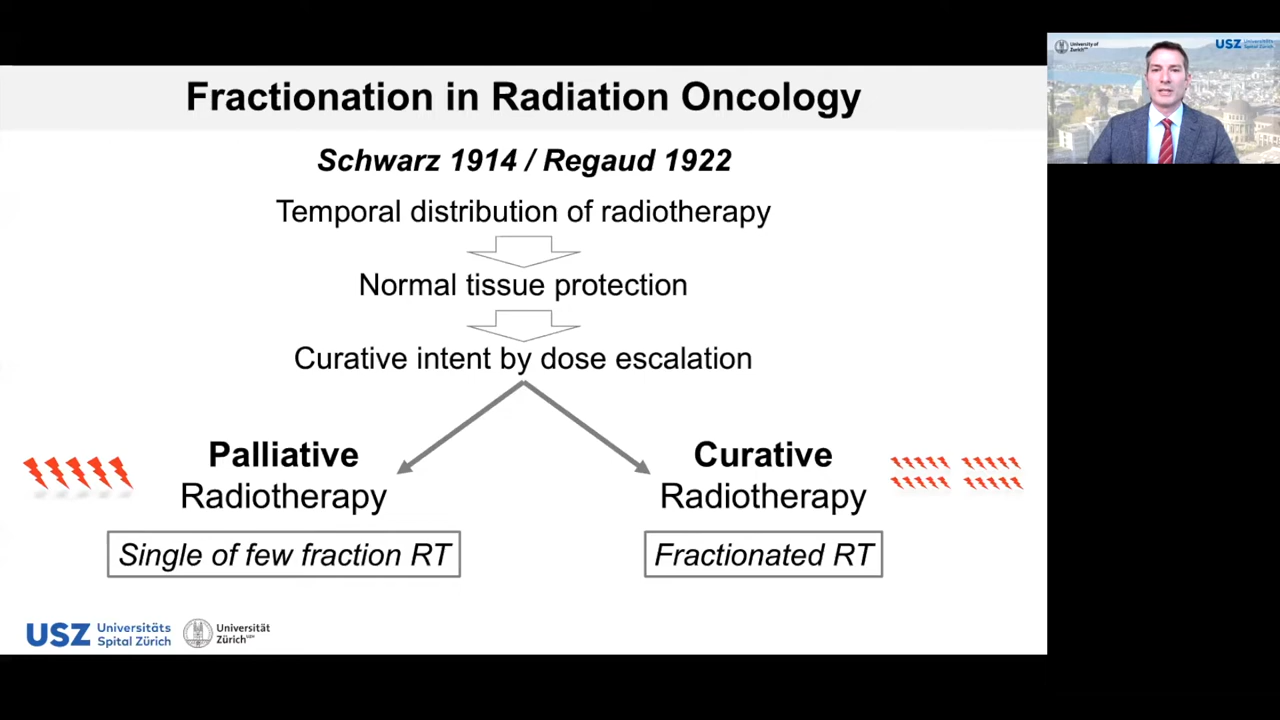 Fractionation in Radiation Oncology
Schwarz 1914 / Regaud 1922
Temporal distribution of radiotherapy
Normal tissue protection
Curative intent by dose escalation
Palliative
Radiotherapy
Single of few fraction RT
Curative
Radiotherapy
Fractionated RT
USZ Universitäts
Spital Zürich
Universität
Zürich UZH
University of
Zurich
USZ Universitäts
Spital Zürich